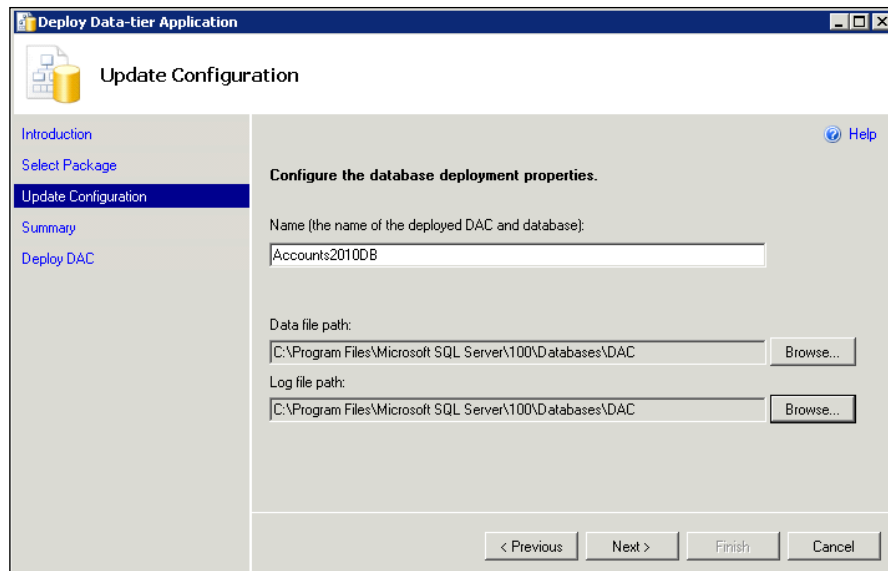 Deploy Data-tier Application
Update Configuration
Introduction
Select Package
Update Configuration
Summary
Deploy DAC
Help
Configure the database deployment properties.
Name (the name of the deployed DAC and database):
Accounts2010DB
Data file path:
C:\Program Files\Microsoft SQL Server\100\Databases\DAC
Browse...
Log file path:
C:\Program Files\Microsoft SQL Server\100\Databases\DAC
Browse...
< Previous
Next >
Finish
Cancel